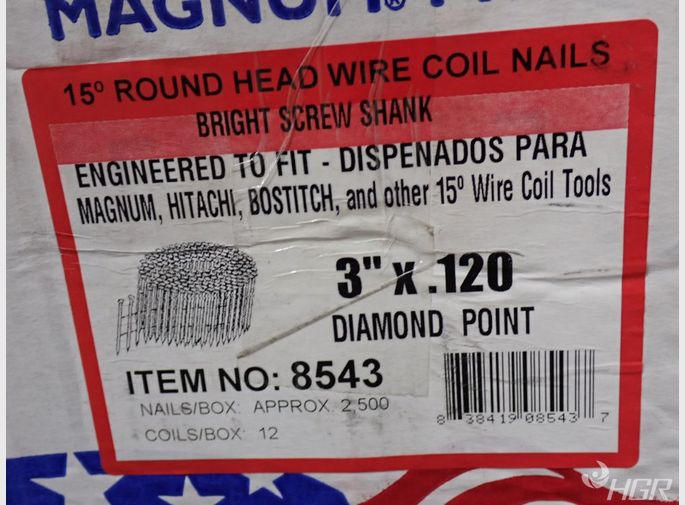 MAGNUM®
15º ROUND HEAD WIRE COIL NAILS
BRIGHT SCREW SHANK
ENGINEERED TO FIT - DISPENADOS PARA
MAGNUM, HITACHI, BOSTITCH, and other 15º Wire Coil Tools
3" x .120
DIAMOND POINT
ITEM NO: 8543
NAILS/BOX: APPROX. 2,500
COILS/BOX: 12
8 38419 08543 7
HGR